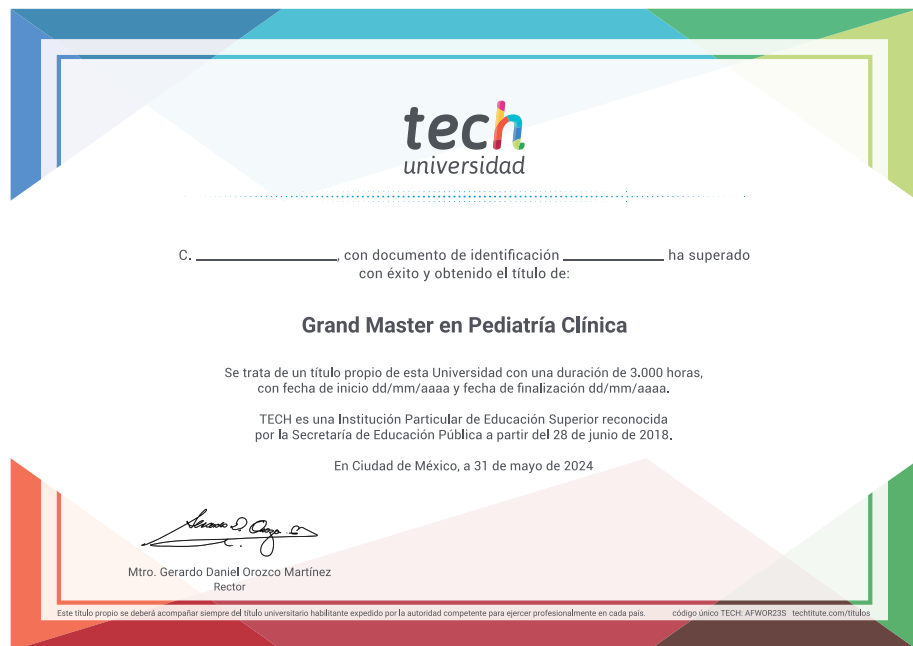 tech
universidad
C. ____________, con documento de identificación ____________ ha superado
con éxito y obtenido el título de:
Grand Master en Pediatría Clínica
Se trata de un título propio de esta Universidad con una duración de 3.000 horas,
con fecha de inicio dd/mm/aaaa y fecha de finalización dd/mm/aaaa.
TECH es una Institución Particular de Educación Superior reconocida
por la Secretaría de Educación Pública a partir del 28 de junio de 2018.
En Ciudad de México, a 31 de mayo de 2024
Mtro. Gerardo Daniel Orozco Martínez
Rector
Este título propio se deberá acompañar siempre del título universitario habilitante expedido por la autoridad competente para ejercer profesionalmente en cada país. código único TECH: AFWOR23S techtitute.com/titulos